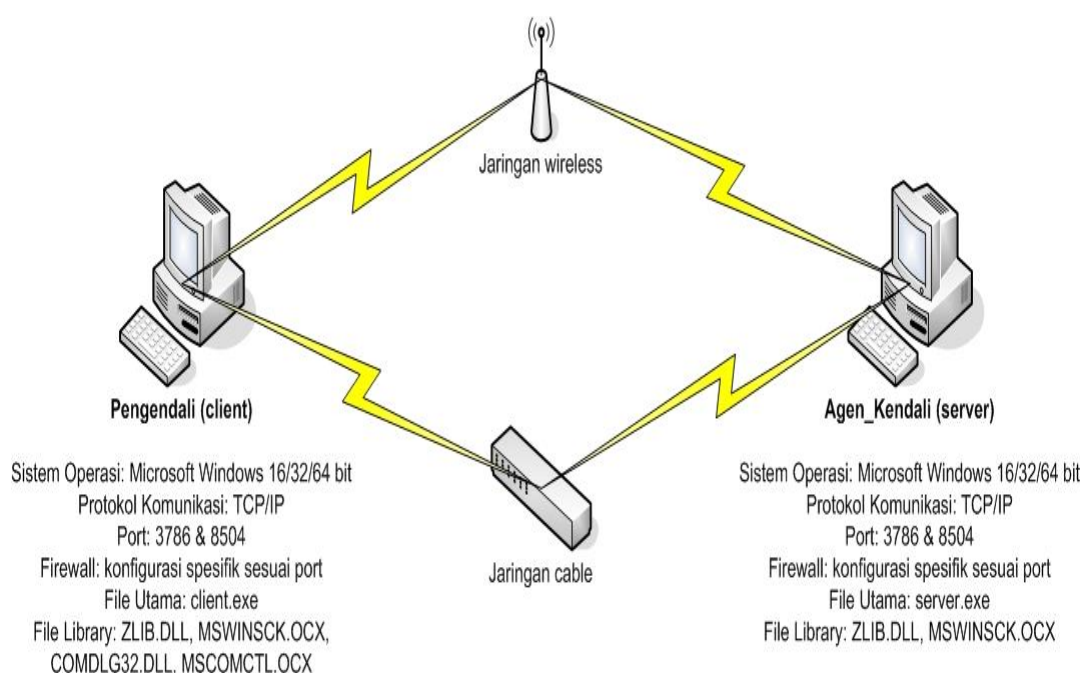 Jaringan wireless
Pengendali (client)
Sistem Operasi: Microsoft Windows 16/32/64 bit
Protokol Komunikasi: TCP/IP
Port: 3786 & 8504
Firewall: konfigurasi spesifik sesuai port
File Utama: client.exe
File Library: ZLIB.DLL, MSWINSCK.OCX,
COMDLG32.DLL. MSCOMCTL.OCX
Jaringan cable
Agen_Kendali (server)
Sistem Operasi: Microsoft Windows 16/32/64 bit
Protokol Komunikasi: TCP/IP
Port: 3786 & 8504
Firewall: konfigurasi spesifik sesuai port
File Utama: server.exe
File Library: ZLIB.DLL, MSWINSCK.OCX